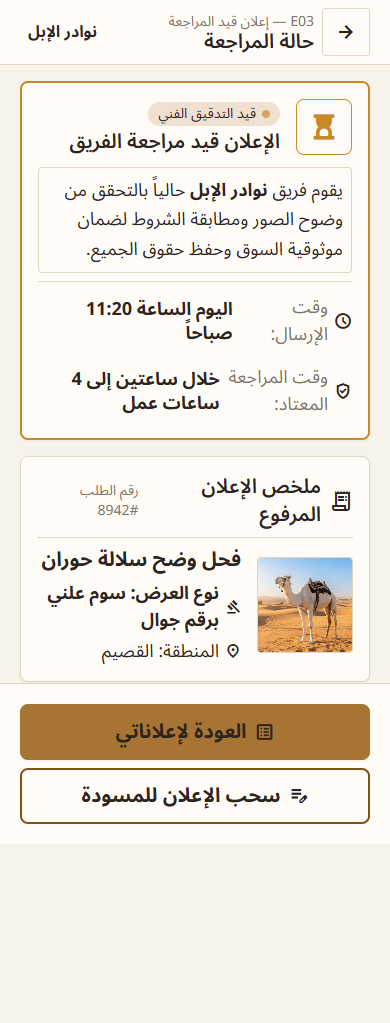 E03 — إعلان قيد المراجعة
حالة المراجعة
نوادر الإبل
قيد التدقيق الفني
الإعلان قيد مراجعة الفريق
يقوم فريق نوادر الإبل حالياً بالتحقق من
وضوح الصور ومطابقة الشروط لضمان
موثوقية السوق وحفظ حقوق الجميع.
وقت
الإرسال:
اليوم الساعة 11:20
صباحاً
وقت المراجعة
المعتاد:
خلال ساعتين إلى 4
ساعات عمل
ملخص الإعلان
المرفوع
رقم الطلب
#8942
فحل وضح سلالة حوران
نوع العرض: سوم علني
برقم جوال
المنطقة: القصيم
العودة لإعلاناتي
سحب الإعلان للمسودة